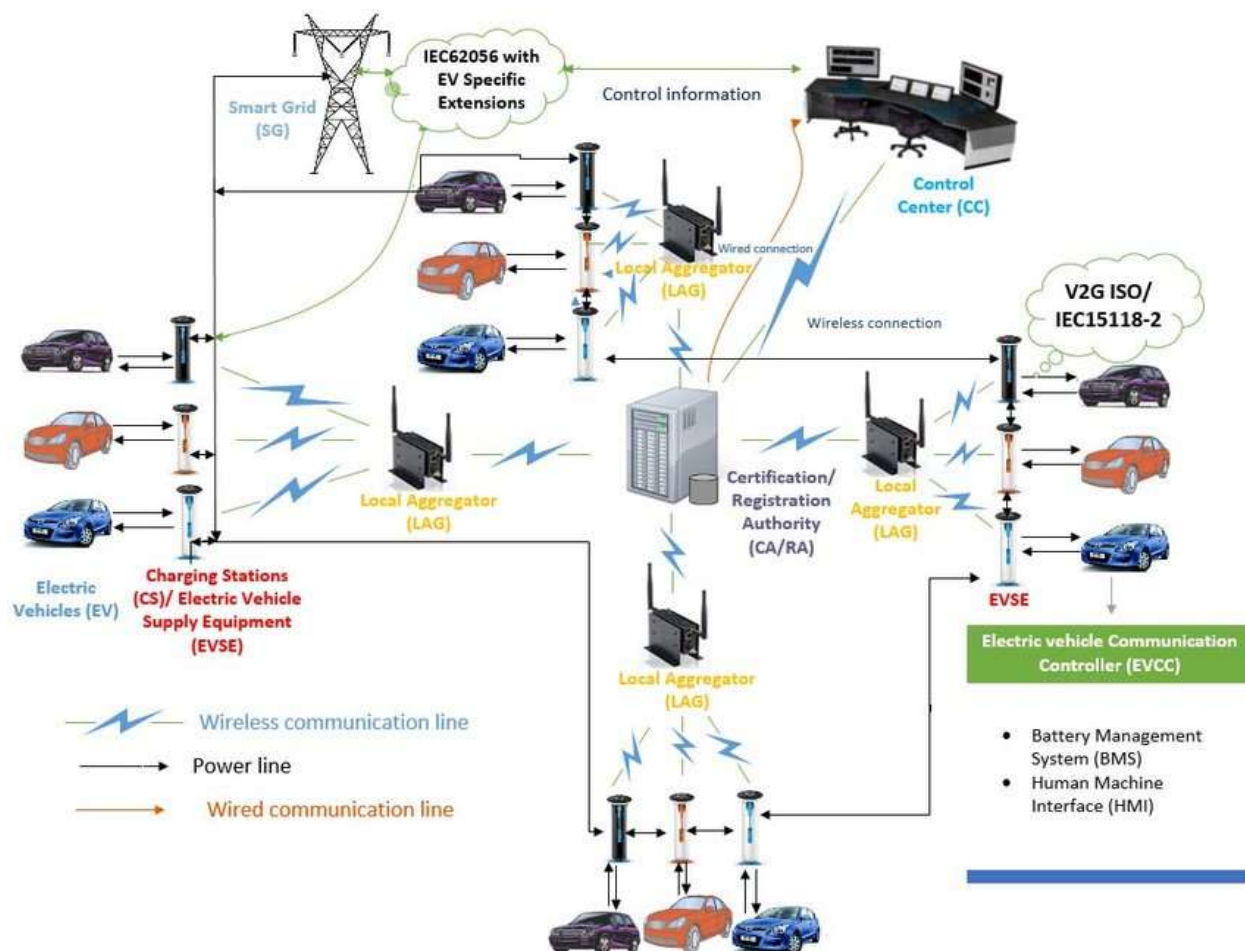 IEC62056 with
EV Specific
Extensions
Smart Grid
(SG)
Control information
Control
Center (CC)
Wired connection
Local Aggregator
(LAG)
V2G ISO/
IEC15118-2
Wireless connection
Local Aggregator
(LAG)
Certification/
Registration
Authority
(CA/RA)
Local
Aggregator
(LAG)
Electric
Vehicles (EV)
Charging Stations
(CS)/ Electric Vehicle
Supply Equipment
(EVSE)
EVSE
Electric vehicle Communication
Controller (EVCC)
Local Aggregator
(LAG)
Wireless communication line
Power line
Wired communication line
• Battery Management
System (BMS)
• Human Machine
Interface (HMI)